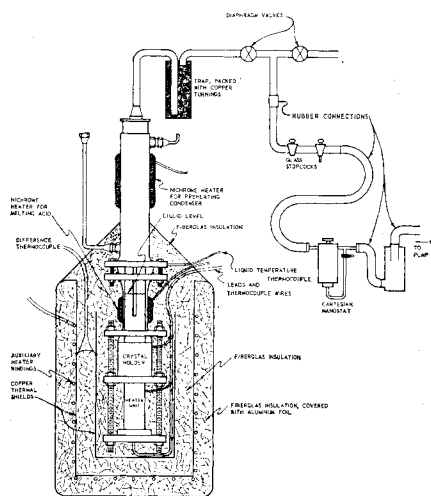 DIAPHRAGM VALVES
TRAP, PACKED
WITH COPPER
TURNINGS
RUBBER CONNECTIONS
GLASS
STOPCOCKS
NICHROME HEATER
FOR PREHEATING
CONDENSER
NICHROME
HEATER FOR
MELTING ACID
LIQUID LEVEL
FIBERGLAS INSULATION
TO
PUMP
DIFFERENCE
THERMOCOUPLE
LIQUID TEMPERATURE
THERMOCOUPLE
LEADS AND
THERMOCOUPLE WIRES
CARTESIAN
MANOSTAT
CRYSTAL
HOLDER
AUXILIARY
HEATER
WINDINGS
FIBERGLAS INSULATION
COPPER
THERMAL
SHIELDS
HEATER
UNIT
FIBERGLAS INSULATION, COVERED
WITH ALUMINUM FOIL